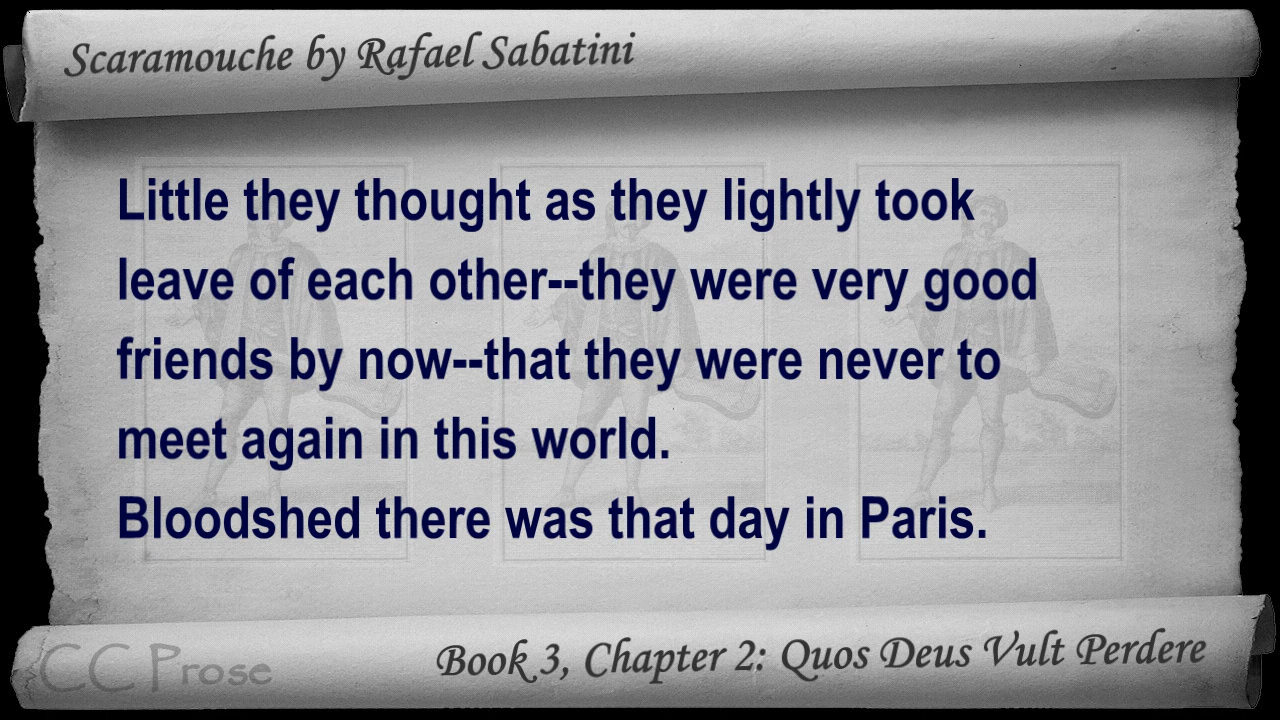 Scaramouche by Rafael Sabatini
Little they thought as they lightly took
leave of each other--they were very good
friends by now--that they were never to
meet again in this world.
Bloodshed there was that day in Paris.
CC Prose
Book 3, Chapter 2: Quos Deus Vult Perdere